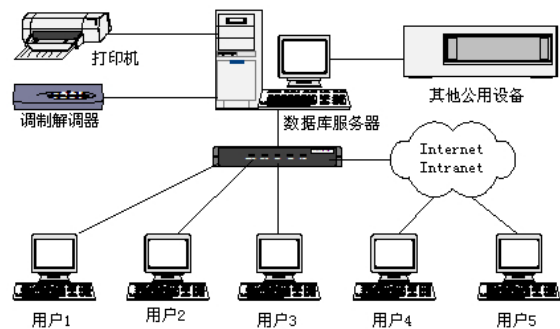 打印机
调制解调器
数据库服务器
其他公用设备
Internet
Intranet
用户1
用户2
用户3
用户4
用户5